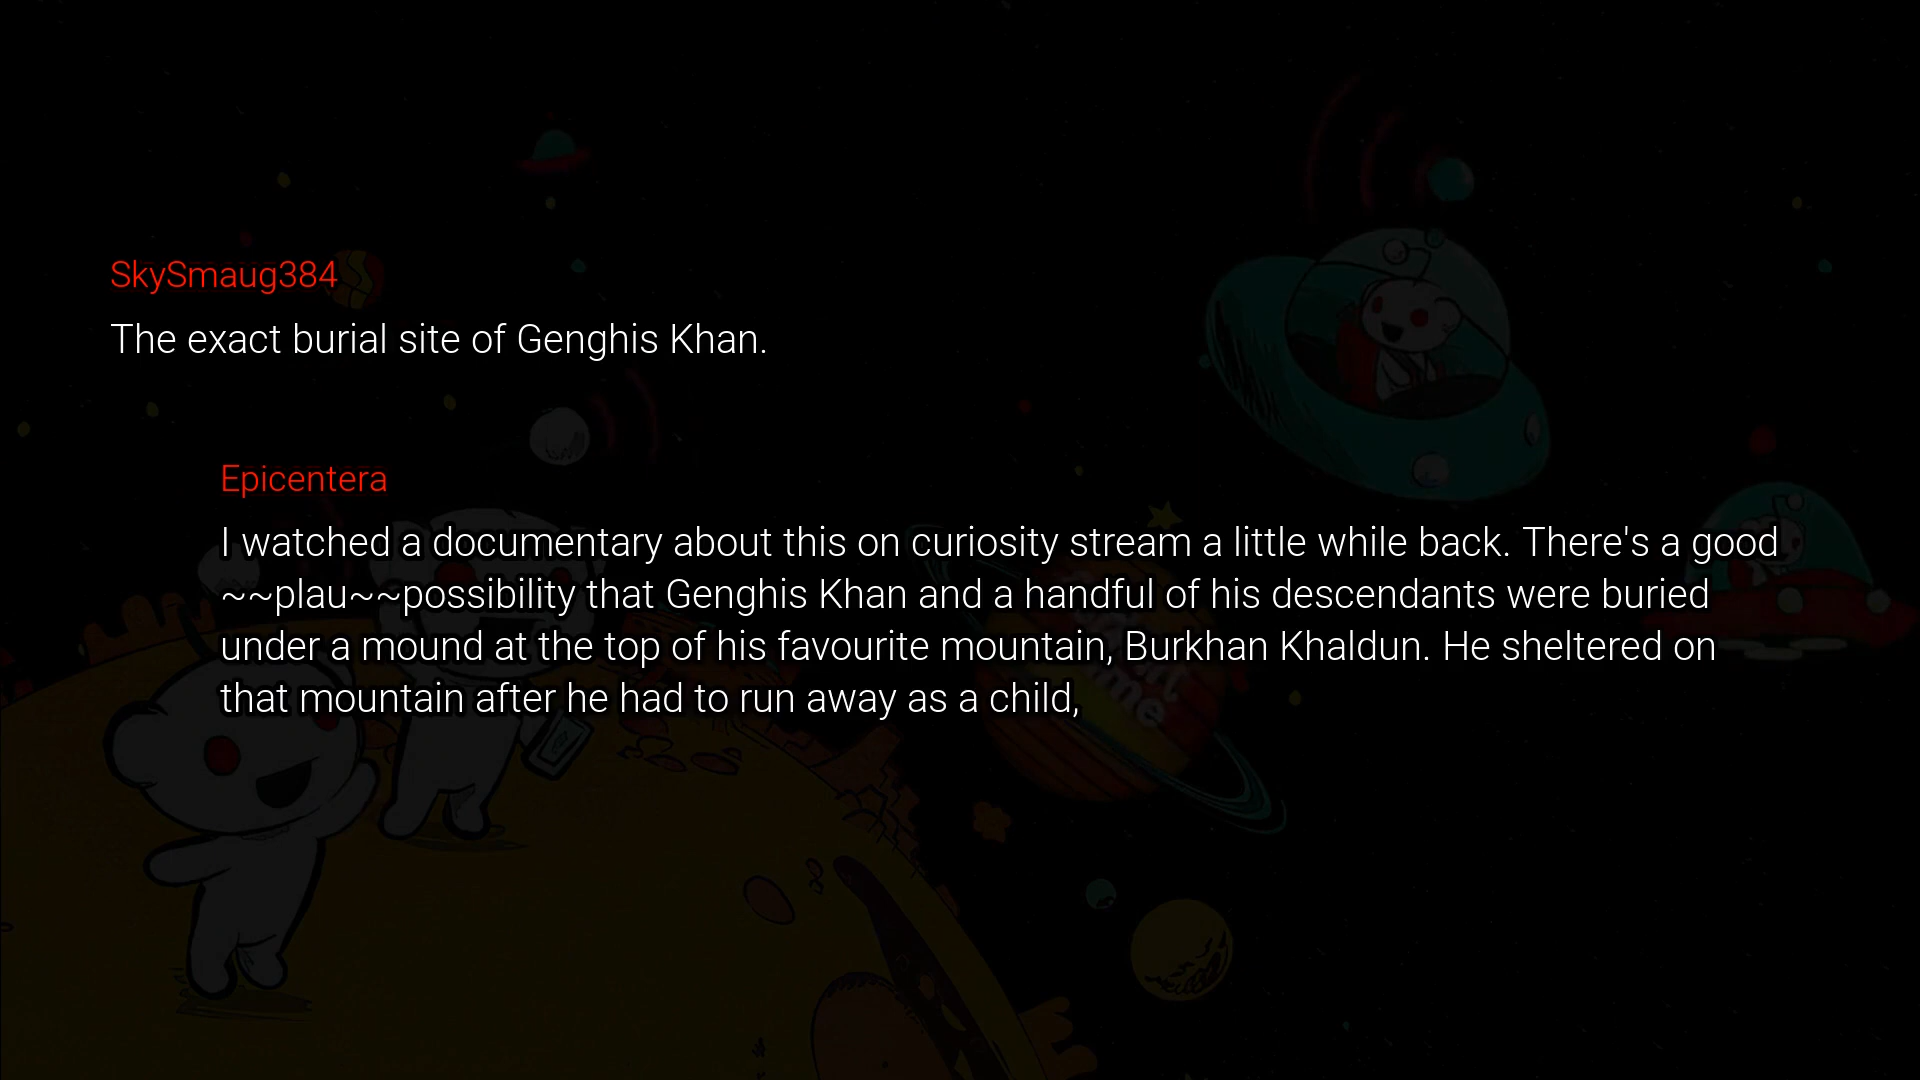 SkySmaug384
The exact burial site of Genghis Khan.
Epicentera
I watched a documentary about this on curiosity stream a little while back. There's a good
~~plau~~possibility that Genghis Khan and a handful of his descendants were buried
under a mound at the top of his favourite mountain, Burkhan Khaldun. He sheltered on
that mountain after he had to run away as a child,